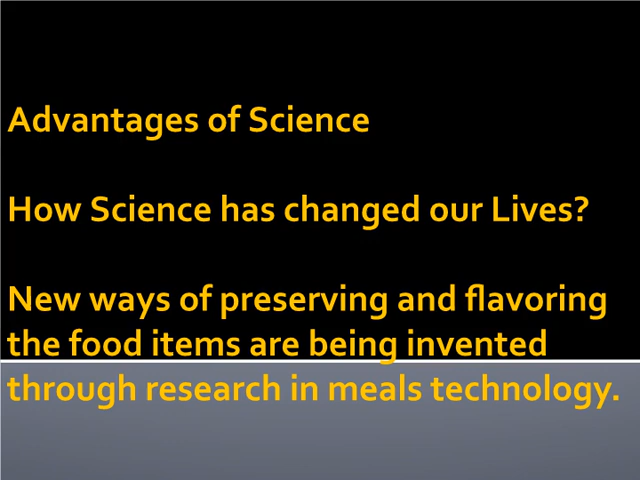 Advantages of Science
How Science has changed our Lives?
New ways of preserving and flavoring
the food items are being invented
through research in meals technology.